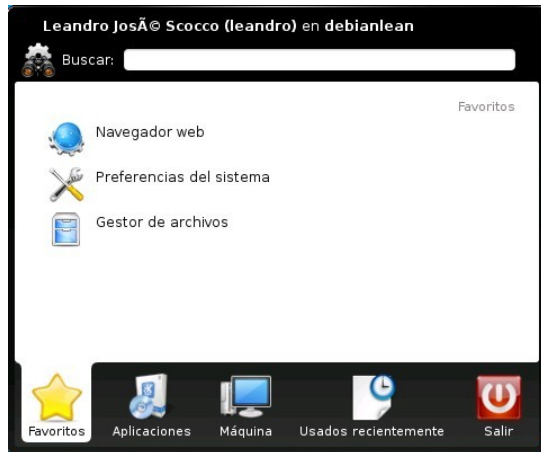 Leandro JosÃ© Scocco (leandro) en debianlean
Buscar:
Favoritos
Navegador web
Preferencias del sistema
Gestor de archivos
Favoritos Aplicaciones Máquina Usados recientemente Salir